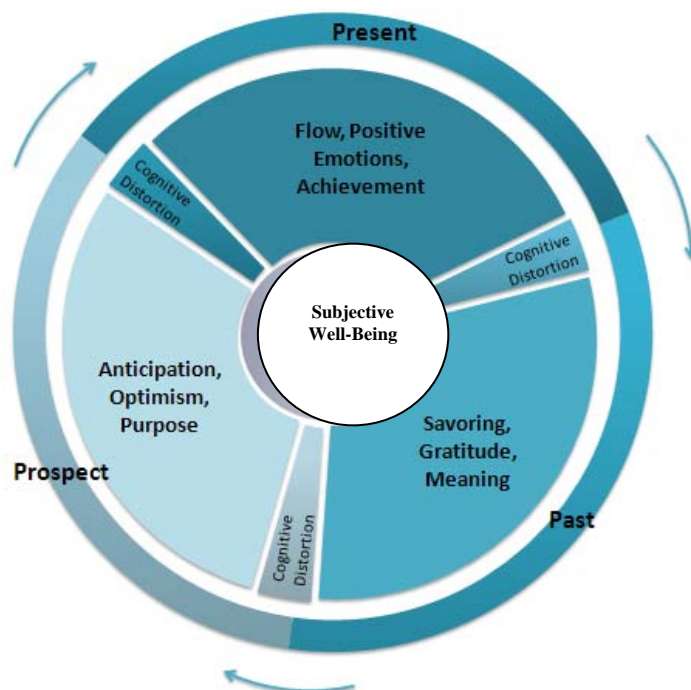 Present
Flow, Positive
Emotions,
Achievement
Cognitive
Distortion
Cognitive
Distortion
Subjective
Well-Being
Anticipation,
Optimism,
Purpose
Savoring,
Gratitude,
Meaning
Prospect
Past
Cognitive
Distortion